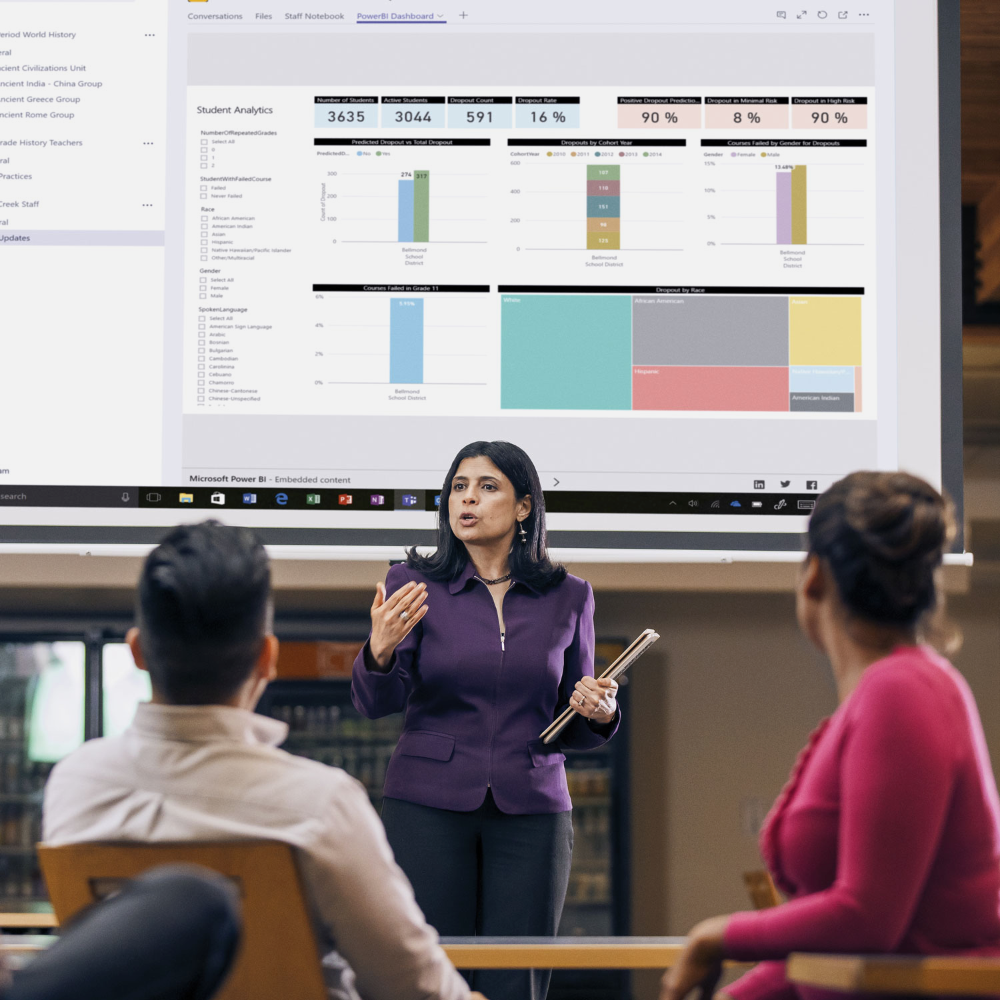 Conversations Files Staff Notebook PowerBI Dashboard
eriod World History
eral
cient Civilizations Unit
ncient India - China Group
ncient Greece Group
ncient Rome Group
rade History Teachers
ral
Practices
Creek Staff
ral
Updates
am
Student Analytics
NumberOfRepeatedGrades
Select All
0
1
2
StudentWithFailedCourse
Failed
Never Failed
Race
African American
American Indian
Asian
Hispanic
Native Hawaiian/Pacific Islander
Other/Multiracial
Gender
Select All
Female
Male
SpokenLanguage
Select All
American Sign Language
Arabic
Bosnian
Bulgarian
Cambodian
Carolinina
Cebuano
Chamorro
Chinese-Cantonese
Chinese-Unspecified
Number of Students
3635
Active Students
3044
Dropout Count
591
Dropout Rate
16 %
Positive Dropout Predictio...
90 %
Dropout in Minimal Risk
8 %
Dropout in High Risk
90 %
Predicted Dropout vs Total Dropout
PredictedD... No Yes
Count of Dropout
300
200
100
0
274 317
Bellmond
School
District
Dropouts by Cohort Year
CohortYear 2010 2011 2012 2013 2014
600
400
200
0
107
110
151
98
125
Bellmond
School District
Courses Failed by Gender for Dropouts
Gender Female Male
15%
10%
5%
0%
13.48%
Bellmond
School
District
Courses Failed in Grade 11
6%
4%
2%
0%
5.95%
Bellmond
School District
Dropout by Race
White
African American
Asian
Hispanic
American Indian
Microsoft Power BI - Embedded content
search